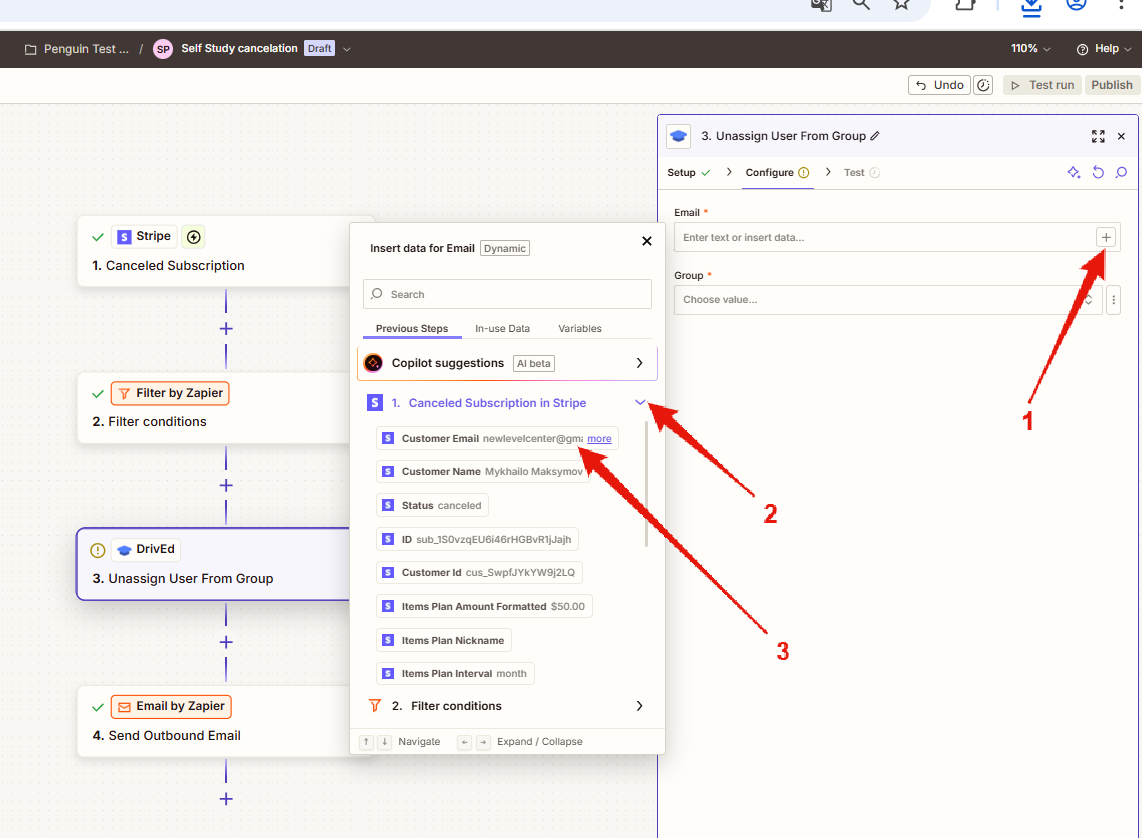 Penguin Test ... / SP Self Study cancelation Draft
110% Help
Undo Test run Publish
3. Unassign User From Group
Setup Configure Test
Email *
Enter text or insert data...
Group *
Choose value...
1
Stripe
1. Canceled Subscription
Filter by Zapier
2. Filter conditions
DrivEd
3. Unassign User From Group
Email by Zapier
4. Send Outbound Email
Insert data for Email Dynamic
Search
Previous Steps In-use Data Variables
Copilot suggestions AI beta
1. Canceled Subscription in Stripe
Customer Email newlevelcenter@gma more
Customer Name Mykhailo Maksymov
Status canceled
ID sub_1S0vzqEU6i46rHGBvR1jJajh
Customer Id cus_SwpfJYkYW9j2LQ
Items Plan Amount Formatted $50.00
Items Plan Nickname
Items Plan Interval month
2. Filter conditions
Navigate Expand / Collapse
2
3